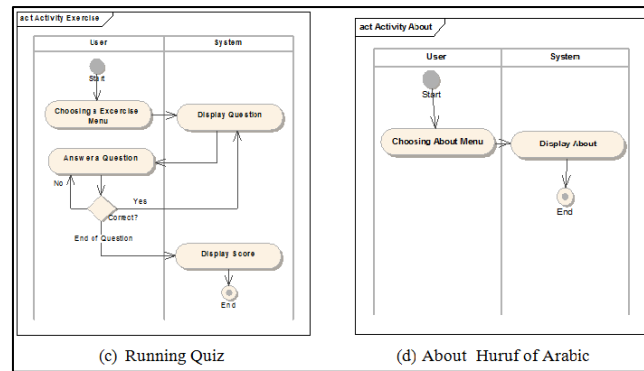 act Activity Exercise
User
System
Start
Choosing a Excercise
Menu
Display Question
Answer a Question
No
Yes
Correct?
End of Question
Display Score
End
(c) Running Quiz
act Activity About
User
System
Start
Choosing About Menu
Display About
End
(d) About Huruf of Arabic